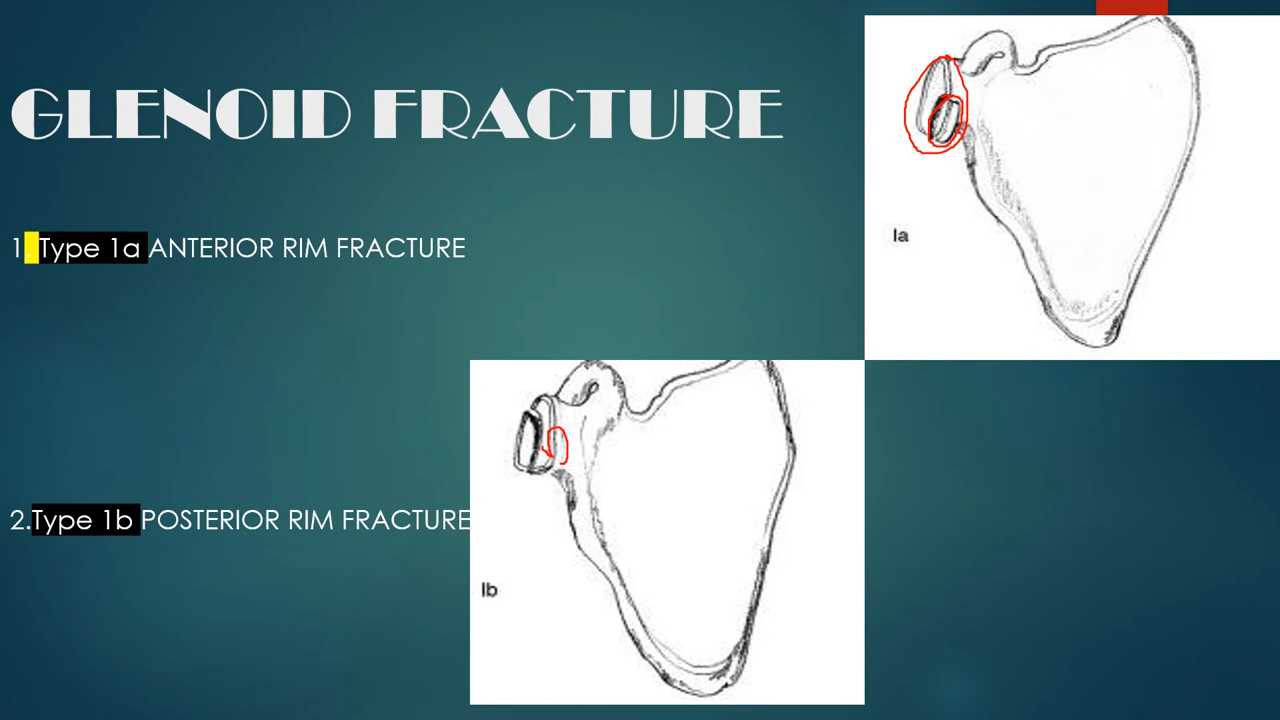 GLENOID FRACTURE
1. Type 1a ANTERIOR RIM FRACTURE
Ia
2.Type 1b POSTERIOR RIM FRACTURE
Ib